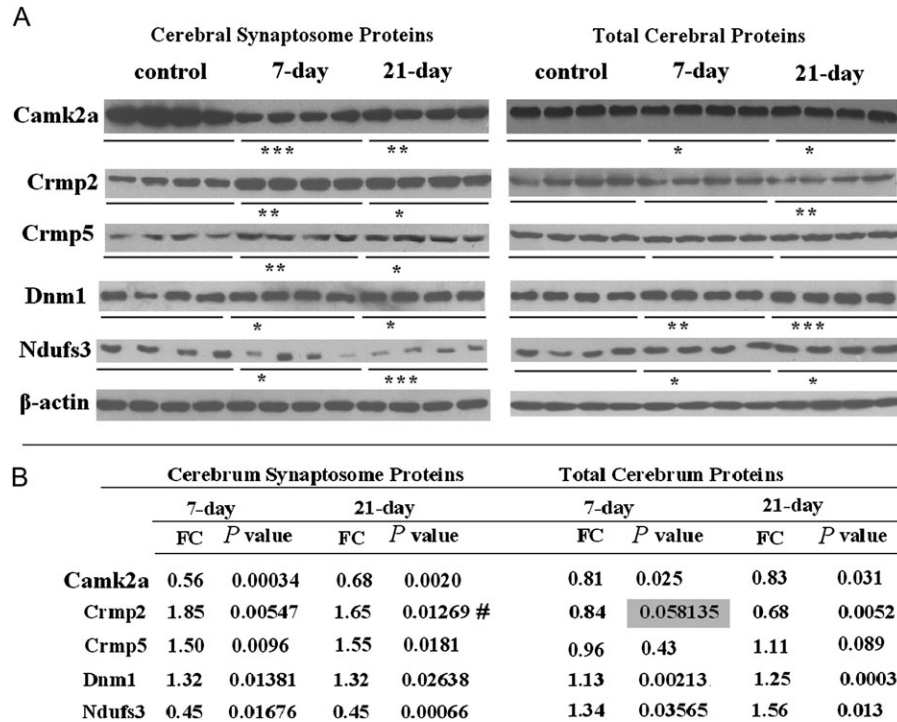 A
Cerebral Synaptosome Proteins Total Cerebral Proteins
control 7-day 21-day control 7-day 21-day
Camk2a
*** ** * *
Crmp2
** * **
Crmp5
** *
Dnm1
* * ** ***
Ndufs3
* *** * *
β-actin
B Cerebrum Synaptosome Proteins Total Cerebrum Proteins
7-day 21-day 7-day 21-day
FC P value FC P value FC P value FC P value
Camk2a 0.56 0.00034 0.68 0.0020 0.81 0.025 0.83 0.031
Crmp2 1.85 0.00547 1.65 0.01269 # 0.84 0.058135 0.68 0.0052
Crmp5 1.50 0.0096 1.55 0.0181 0.96 0.43 1.11 0.089
Dnm1 1.32 0.01381 1.32 0.02638 1.13 0.00213 1.25 0.0003
Ndufs3 0.45 0.01676 0.45 0.00066 1.34 0.03565 1.56 0.013